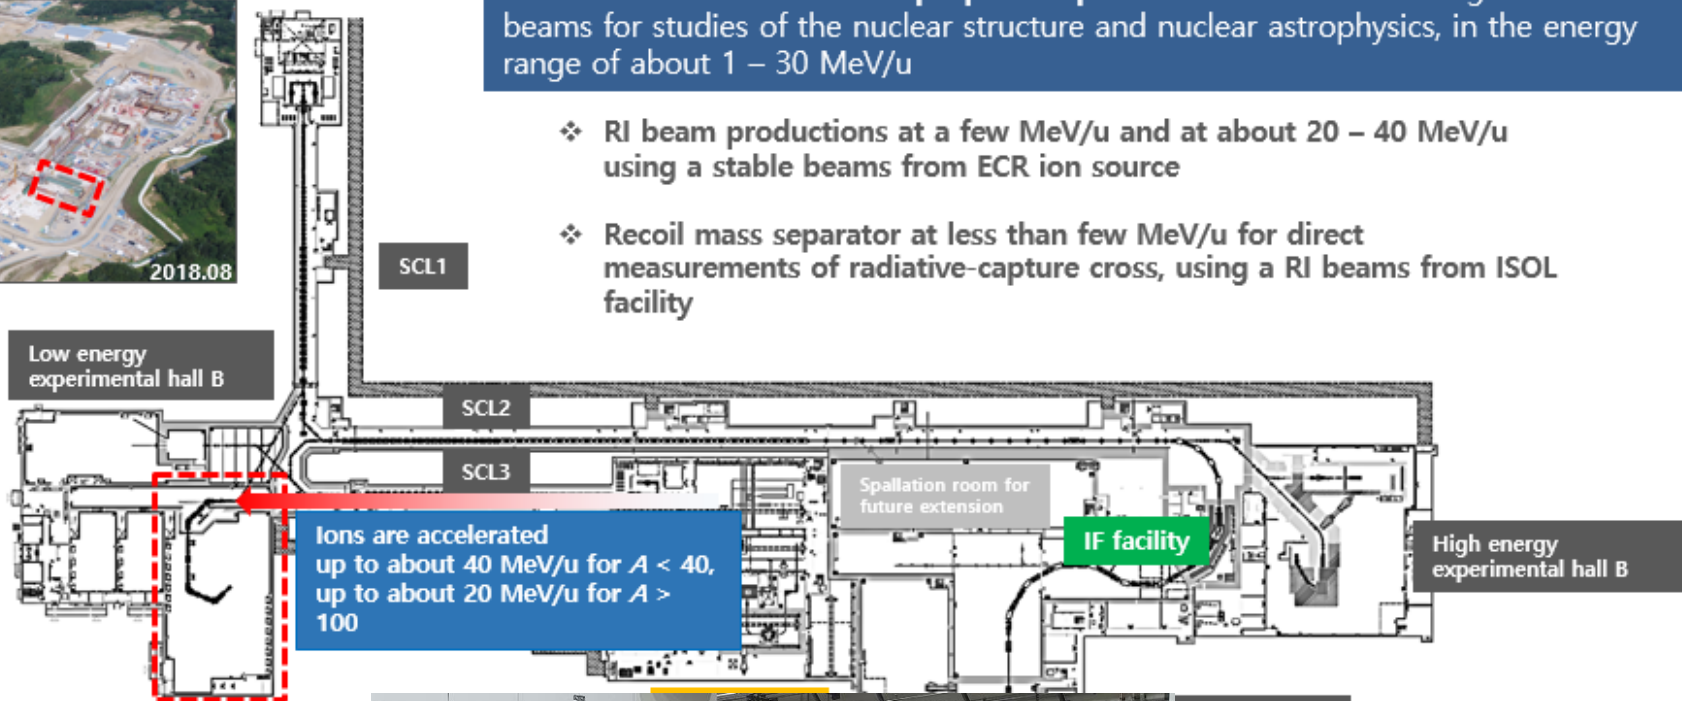 beams for studies of the nuclear structure and nuclear astrophysics, in the energy
range of about 1 – 30 MeV/u
❖ RI beam productions at a few MeV/u and at about 20 – 40 MeV/u
using a stable beams from ECR ion source
❖ Recoil mass separator at less than few MeV/u for direct
measurements of radiative-capture cross, using a RI beams from ISOL
facility
2018.08
SCL1
Low energy
experimental hall B
SCL2
SCL3
Spallation room for
future extension
Ions are accelerated
up to about 40 MeV/u for A < 40,
up to about 20 MeV/u for A >
100
IF facility
High energy
experimental hall B